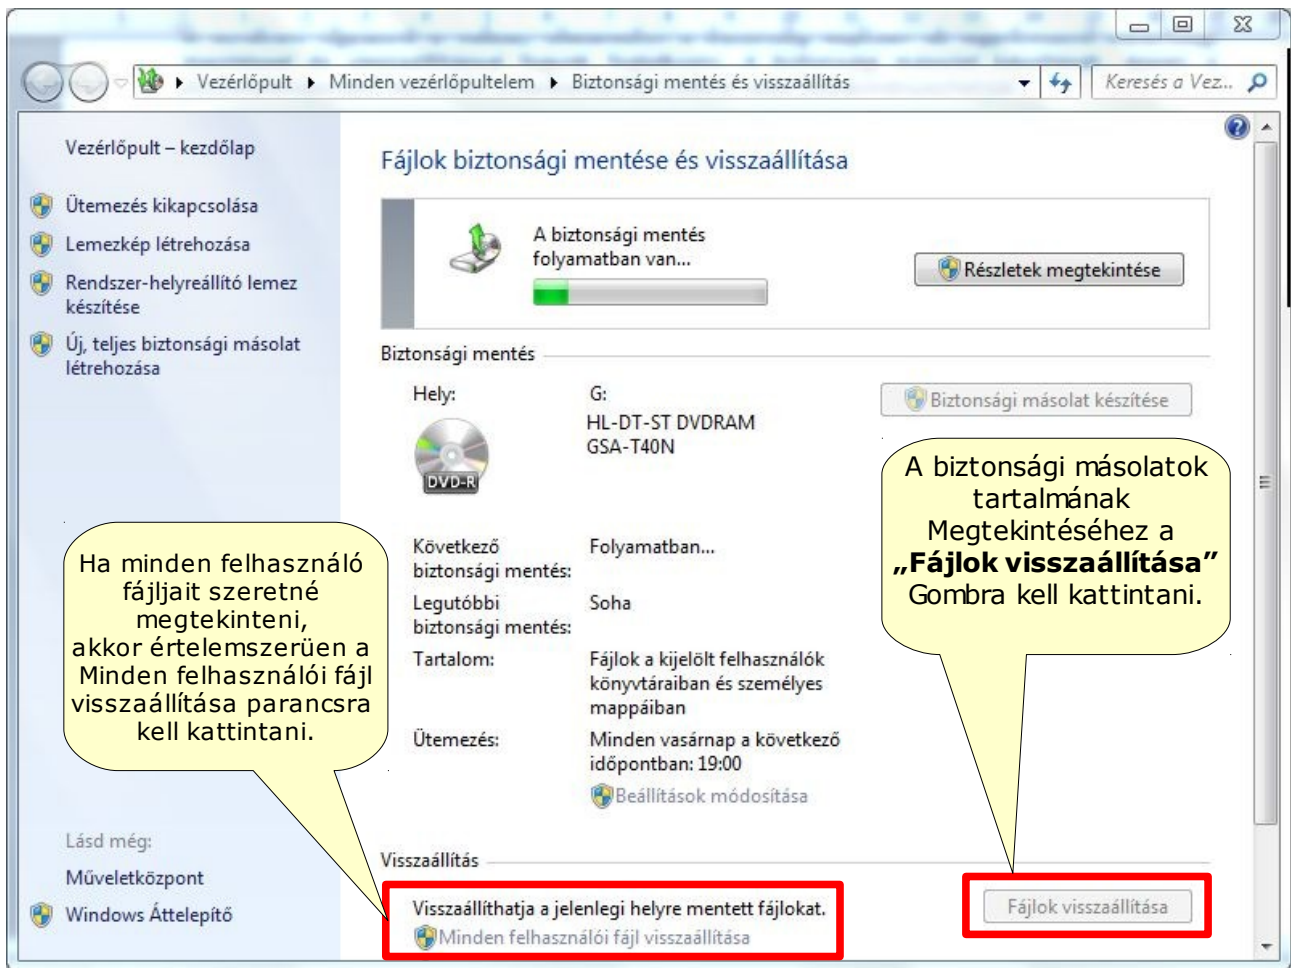 Vezérlőpult ▸ Minden vezérlőpultelem ▸ Biztonsági mentés és visszaállítás
Keresés a Vez...
Vezérlőpult – kezdőlap
Ütemezés kikapcsolása
Lemezkép létrehozása
Rendszer-helyreállító lemez
készítése
Új, teljes biztonsági másolat
létrehozása
Fájlok biztonsági mentése és visszaállítása
A biztonsági mentés
folyamatban van...
Részletek megtekintése
Biztonsági mentés
Hely:
G:
HL-DT-ST DVDRAM
GSA-T40N
DVD-R
Biztonsági másolat készítése
A biztonsági másolatok
tartalmának
Megtekintéséhez a
„Fájlok visszaállítása”
Gombra kell kattintani.
Ha minden felhasználó
fájljait szeretné
megtekinteni,
akkor értelemszerüen a
Minden felhasználói fájl
visszaállítása parancsra
kell kattintani.
Következő
biztonsági mentés:
Folyamatban...
Legutóbbi
biztonsági mentés:
Soha
Tartalom:
Fájlok a kijelölt felhasználók
könyvtáraiban és személyes
mappáiban
Ütemezés:
Minden vasárnap a következő
időpontban: 19:00
Beállítások módosítása
Lásd még:
Műveletközpont
Windows Áttelepítő
Visszaállítás
Visszaállíthatja a jelenlegi helyre mentett fájlokat.
Minden felhasználói fájl visszaállítása
Fájlok visszaállítása